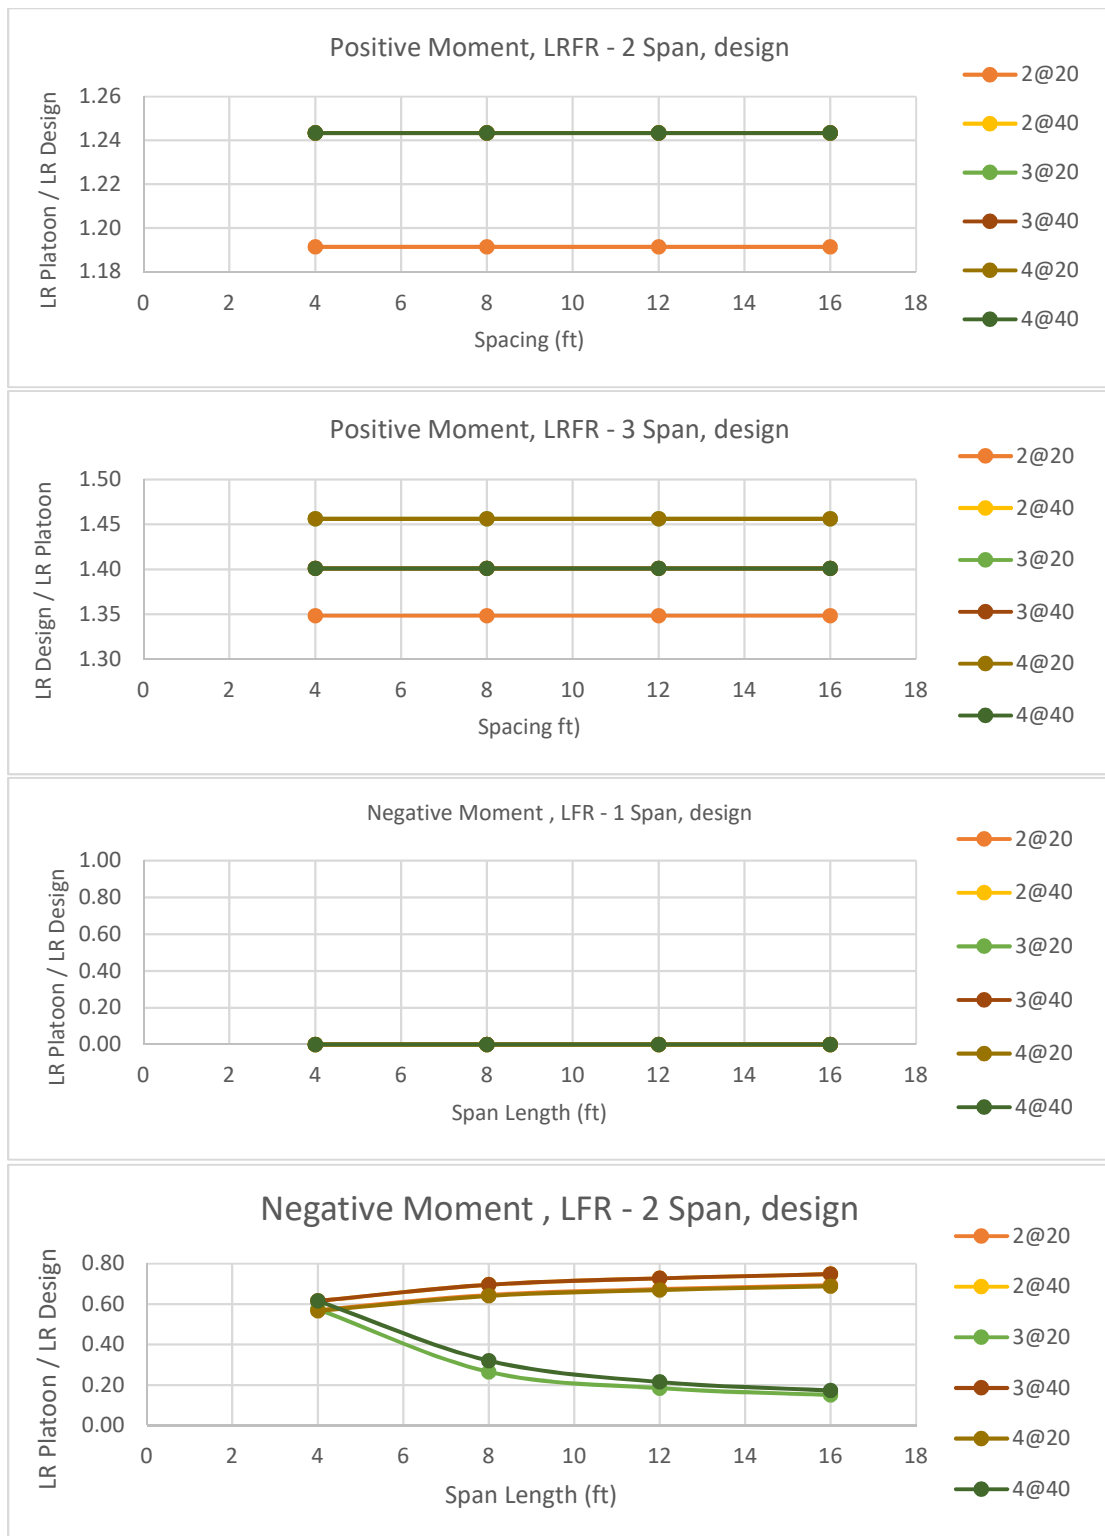 Positive Moment, LRFR - 2 Span, design
LR Platoon / LR Design
1.26
1.24
1.22
1.20
1.18
0 2 4 6 8 10 12 14 16 18
Spacing (ft)
2@20
2@40
3@20
3@40
4@20
4@40
Positive Moment, LRFR - 3 Span, design
LR Design / LR Platoon
1.50
1.45
1.40
1.35
1.30
0 2 4 6 8 10 12 14 16 18
Spacing ft)
2@20
2@40
3@20
3@40
4@20
4@40
Negative Moment , LFR - 1 Span, design
LR Platoon / LR Design
1.00
0.80
0.60
0.40
0.20
0.00
0 2 4 6 8 10 12 14 16 18
Span Length (ft)
2@20
2@40
3@20
3@40
4@20
4@40
Negative Moment , LFR - 2 Span, design
LR Platoon / LR Design
0.80
0.60
0.40
0.20
0.00
0 2 4 6 8 10 12 14 16 18
Span Length (ft)
2@20
2@40
3@20
3@40
4@20
4@40